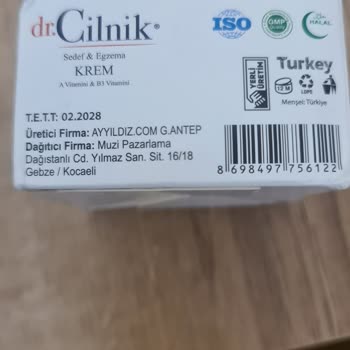 dr.Cilnik®
Sedef & Egzema
KREM
A Vitamini & B3 Vitamini
ISO
GMP
HALAL
YERLİ
ÜRETİM
Turkey
12 M
LDPE
Menşei: Türkiye
T.E.T.T: 02.2028
Üretici Firma: AYYILDIZ.COM G.ANTEP
Dağıtıcı Firma: Muzi Pazarlama
Dağıstanlı Cd. Yılmaz San. Sit. 16/18
Gebze / Kocaeli
8 698497 756122